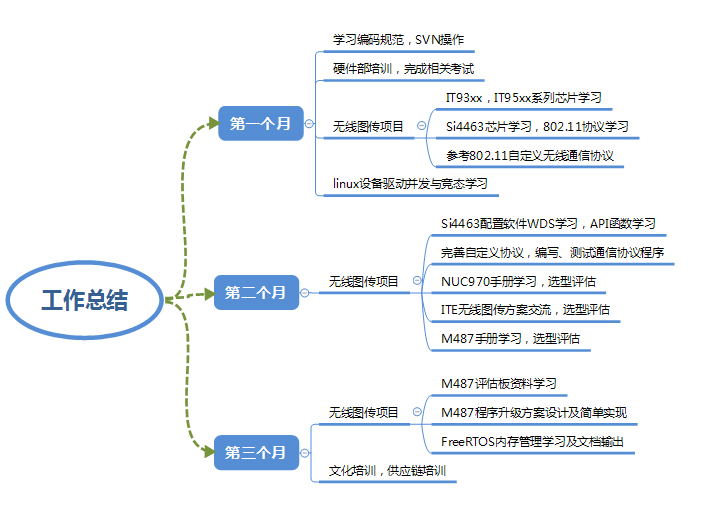 工作总结
第一个月
学习编码规范，SVN操作
硬件部培训，完成相关考试
无线图传项目
IT93xx，IT95xx系列芯片学习
Si4463芯片学习，802.11协议学习
参考802.11自定义无线通信协议
linux设备驱动并发与竞态学习
第二个月
无线图传项目
Si4463配置软件WDS学习，API函数学习
完善自定义协议，编写、测试通信协议程序
NUC970手册学习，选型评估
ITE无线图传方案交流，选型评估
M487手册学习，选型评估
第三个月
无线图传项目
M487评估板资料学习
M487程序升级方案设计及简单实现
FreeRTOS内存管理学习及文档输出
文化培训，供应链培训